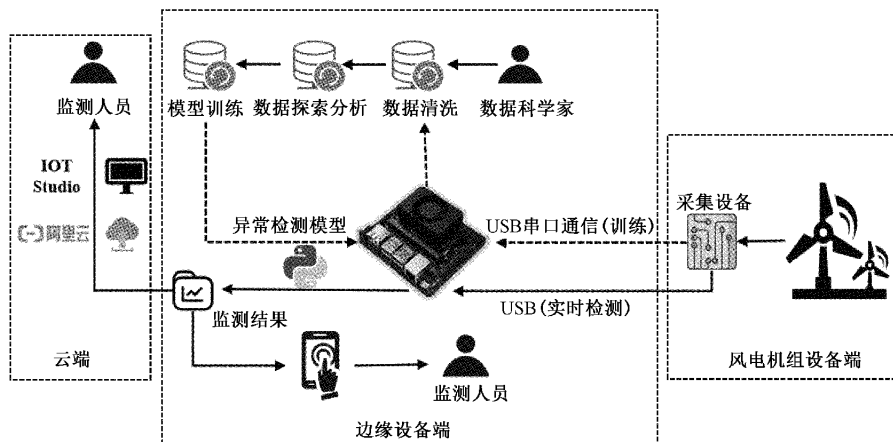 监测人员
IOT
Studio
阿里云
云端
模型训练
数据探索分析
数据清洗
数据科学家
异常检测模型
USB串口通信(训练)
监测结果
USB(实时检测)
监测人员
边缘设备端
采集设备
风电机组设备端